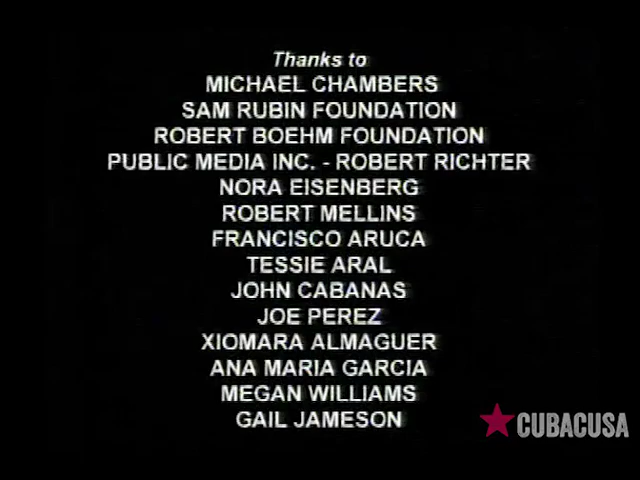 Thanks to
MICHAEL CHAMBERS
SAM RUBIN FOUNDATION
ROBERT BOEHM FOUNDATION
PUBLIC MEDIA INC. - ROBERT RICHTER
NORA EISENBERG
ROBERT MELLINS
FRANCISCO ARUCA
TESSIE ARAL
JOHN CABANAS
JOE PEREZ
XIOMARA ALMAGUER
ANA MARIA GARCIA
MEGAN WILLIAMS
GAIL JAMESON
CUBACUSA